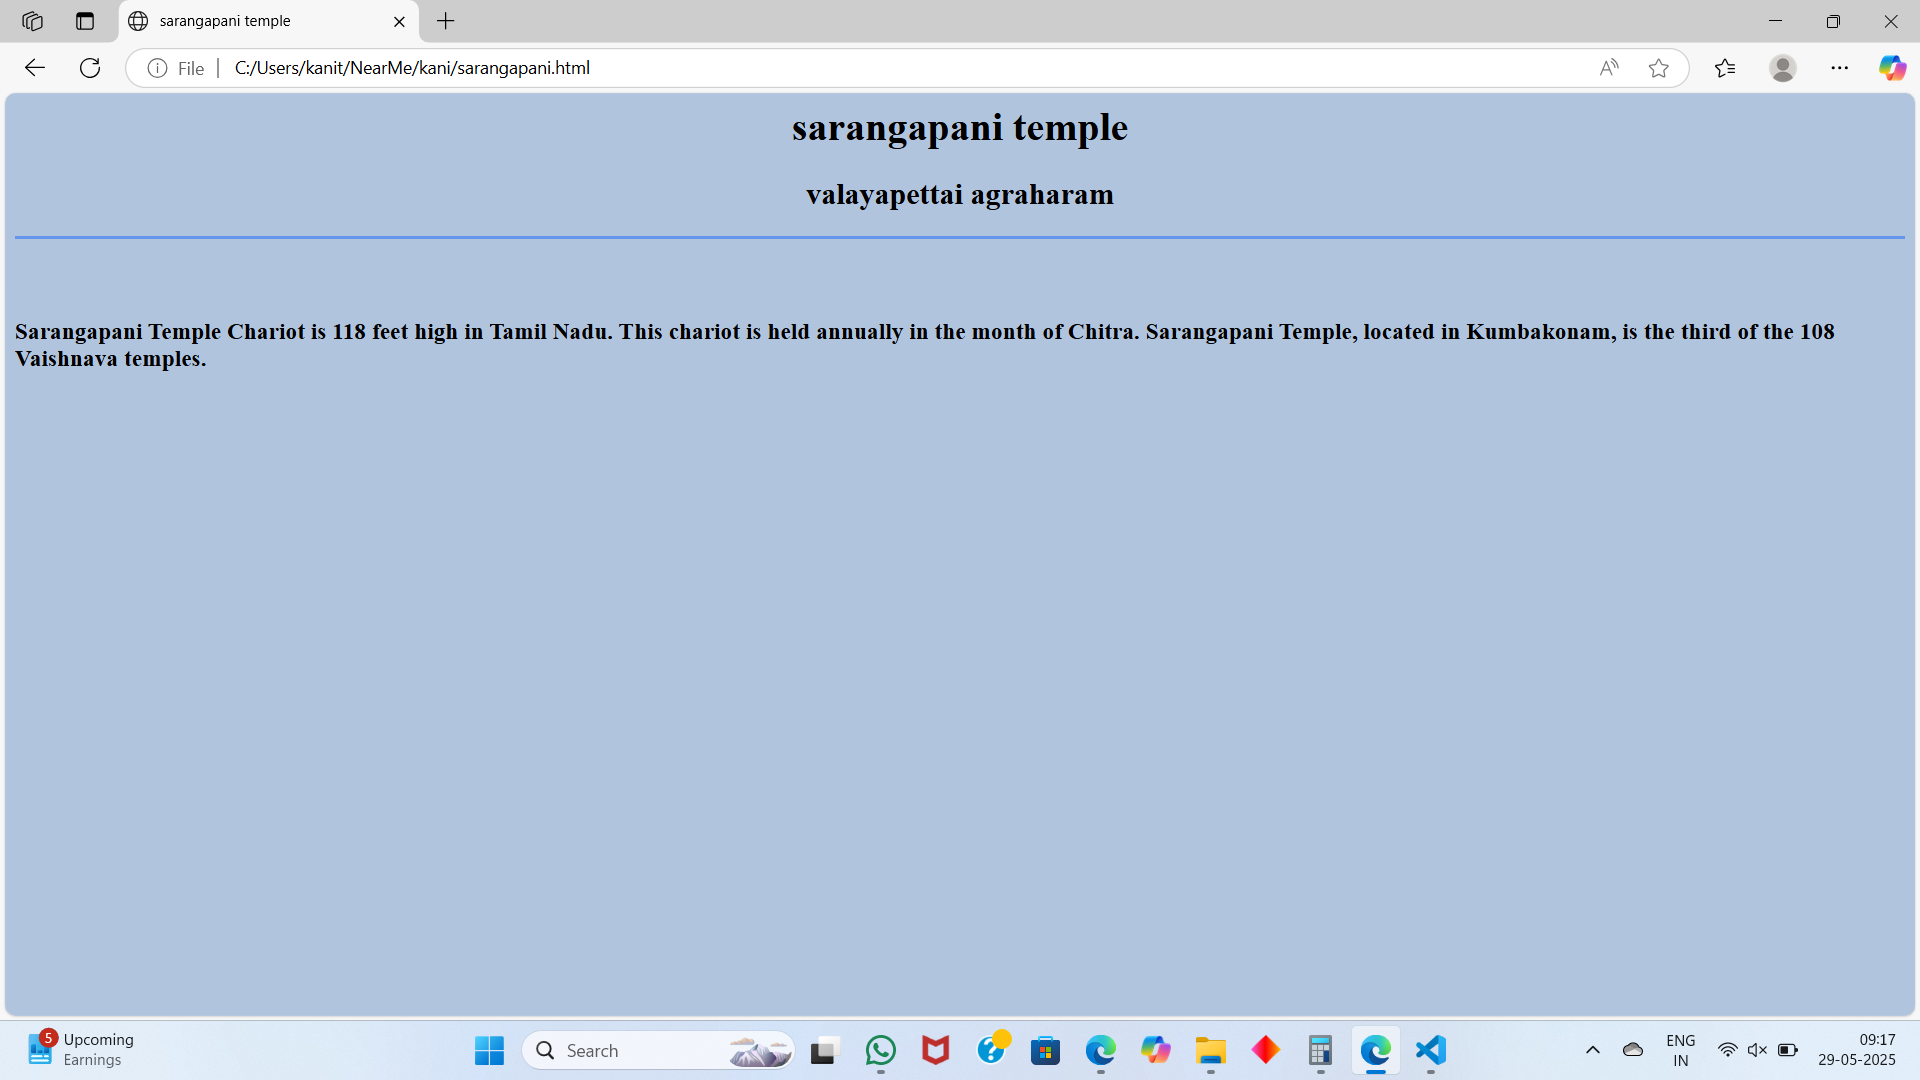 sarangapani temple
File
C:/Users/kanit/NearMe/kani/sarangapani.html
sarangapani temple
valayapettai agraharam
Sarangapani Temple Chariot is 118 feet high in Tamil Nadu. This chariot is held annually in the month of Chitra. Sarangapani Temple, located in Kumbakonam, is the third of the 108
Vaishnava temples.
5
Upcoming
Earnings
Search
ENG
IN
09:17
29-05-2025